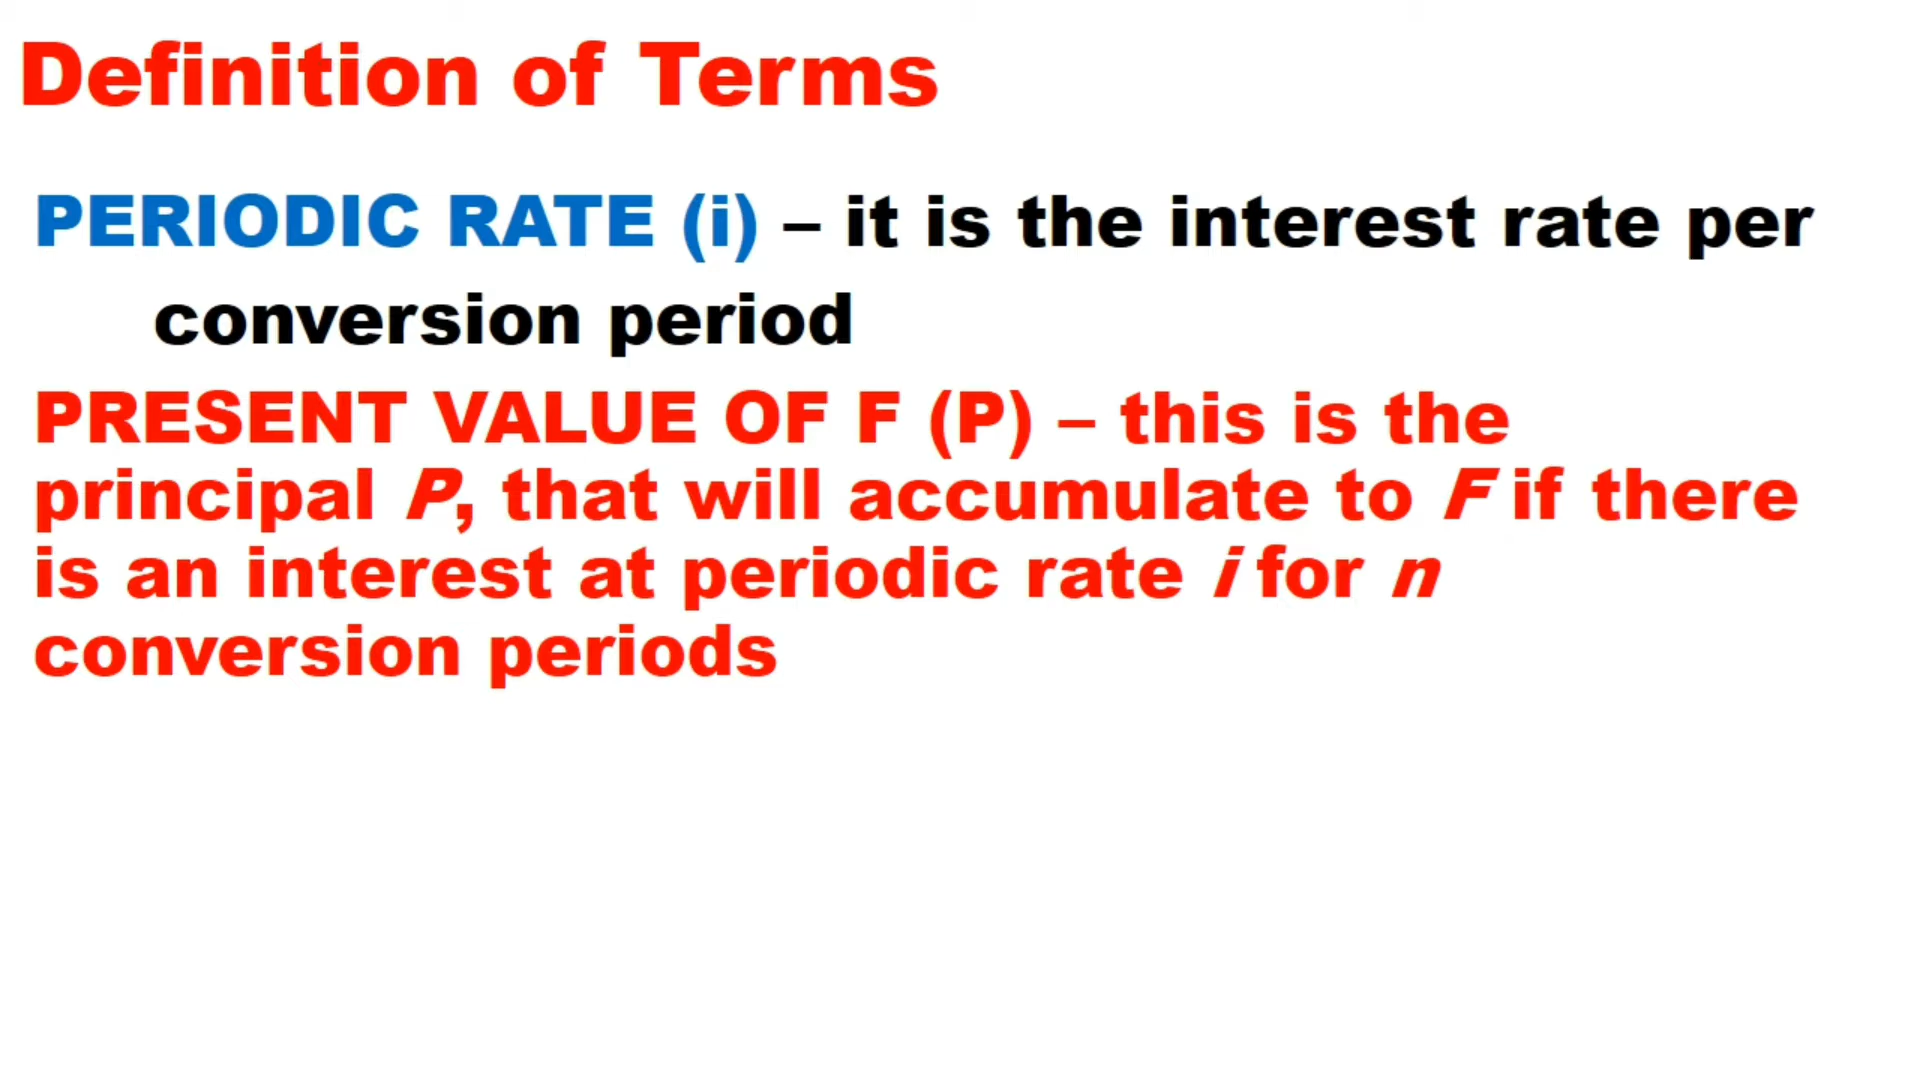 Definition of Terms
PERIODIC RATE (i) – it is the interest rate per
conversion period
PRESENT VALUE OF F (P) – this is the
principal P, that will accumulate to F if there
is an interest at periodic rate i for n
conversion periods